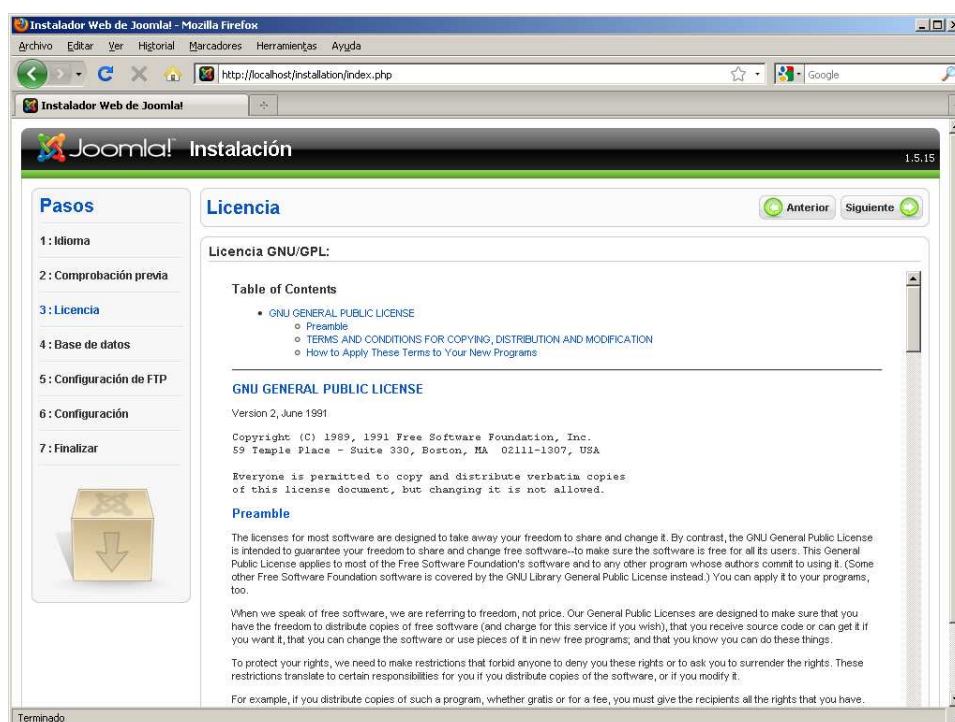 Instalador Web de Joomla! - Mozilla Firefox
Archivo Editar Ver Historial Marcadores Herramientas Ayuda
http://localhost/installation/index.php
Google
Instalador Web de Joomla!
Joomla! Instalación
1.5.15
Pasos
1 : Idioma
2 : Comprobación previa
3 : Licencia
4 : Base de datos
5 : Configuración de FTP
6 : Configuración
7 : Finalizar
Licencia
Anterior
Siguiente
Licencia GNU/GPL:
Table of Contents
GNU GENERAL PUBLIC LICENSE
Preamble
TERMS AND CONDITIONS FOR COPYING, DISTRIBUTION AND MODIFICATION
How to Apply These Terms to Your New Programs
GNU GENERAL PUBLIC LICENSE
Version 2, June 1991
Copyright (C) 1989, 1991 Free Software Foundation, Inc.
59 Temple Place - Suite 330, Boston, MA 02111-1307, USA
Everyone is permitted to copy and distribute verbatim copies
of this license document, but changing it is not allowed.
Preamble
The licenses for most software are designed to take away your freedom to share and change it. By contrast, the GNU General Public License
is intended to guarantee your freedom to share and change free software--to make sure the software is free for all its users. This General
Public License applies to most of the Free Software Foundation's software and to any other program whose authors commit to using it. (Some
other Free Software Foundation software is covered by the GNU Library General Public License instead.) You can apply it to your programs,
too.
When we speak of free software, we are referring to freedom, not price. Our General Public Licenses are designed to make sure that you
have the freedom to distribute copies of free software (and charge for this service if you wish), that you receive source code or can get it if
you want it, that you can change the software or use pieces of it in new free programs; and that you know you can do these things.
To protect your rights, we need to make restrictions that forbid anyone to deny you these rights or to ask you to surrender the rights. These
restrictions translate to certain responsibilities for you if you distribute copies of the software, or if you modify it.
For example, if you distribute copies of such a program, whether gratis or for a fee, you must give the recipients all the rights that you have.
Terminado